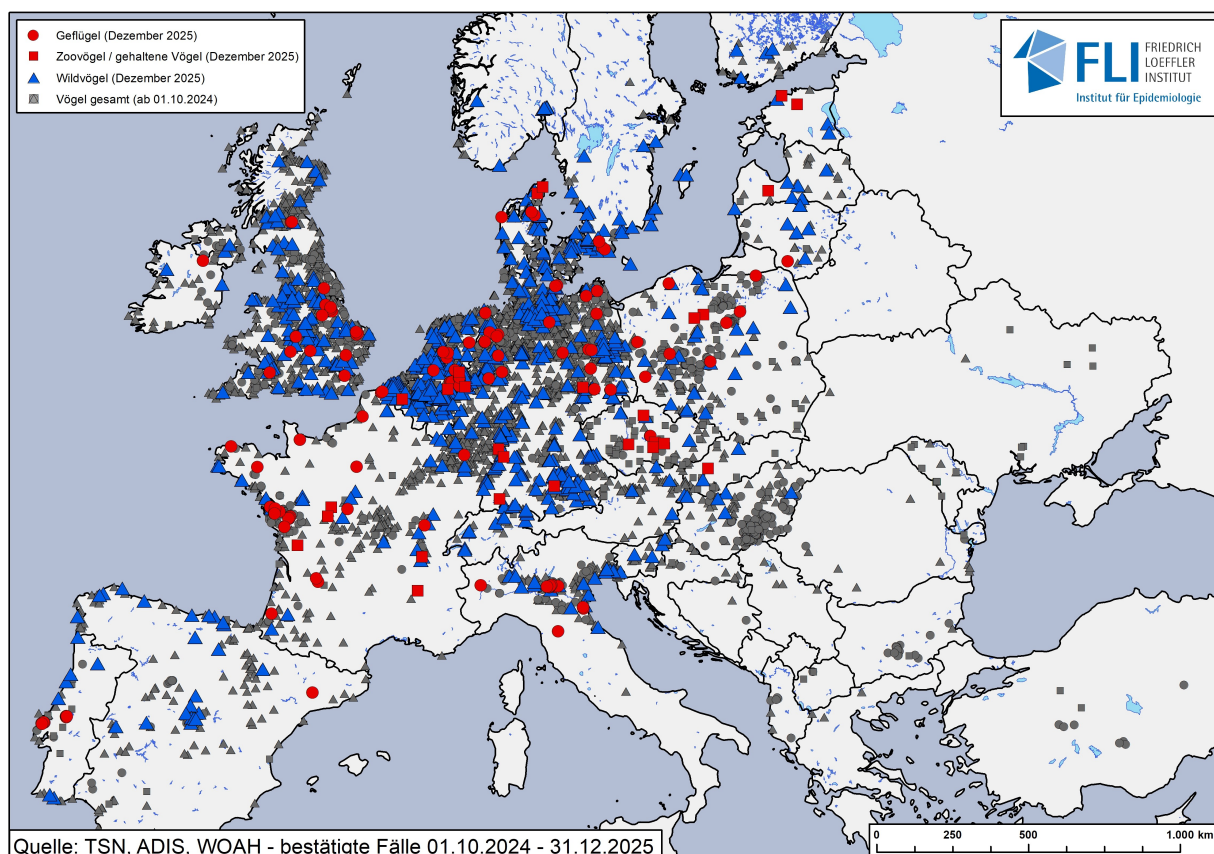 Geflügel (Dezember 2025)
Zoovögel / gehaltene Vögel (Dezember 2025)
Wildvögel (Dezember 2025)
Vögel gesamt (ab 01.10.2024)
FLI
FRIEDRICH
LOEFFLER
INSTITUT
Institut für Epidemiologie
Quelle: TSN, ADIS, WOAH - bestätigte Fälle 01.10.2024 - 31.12.2025
0 250 500 1.000 km